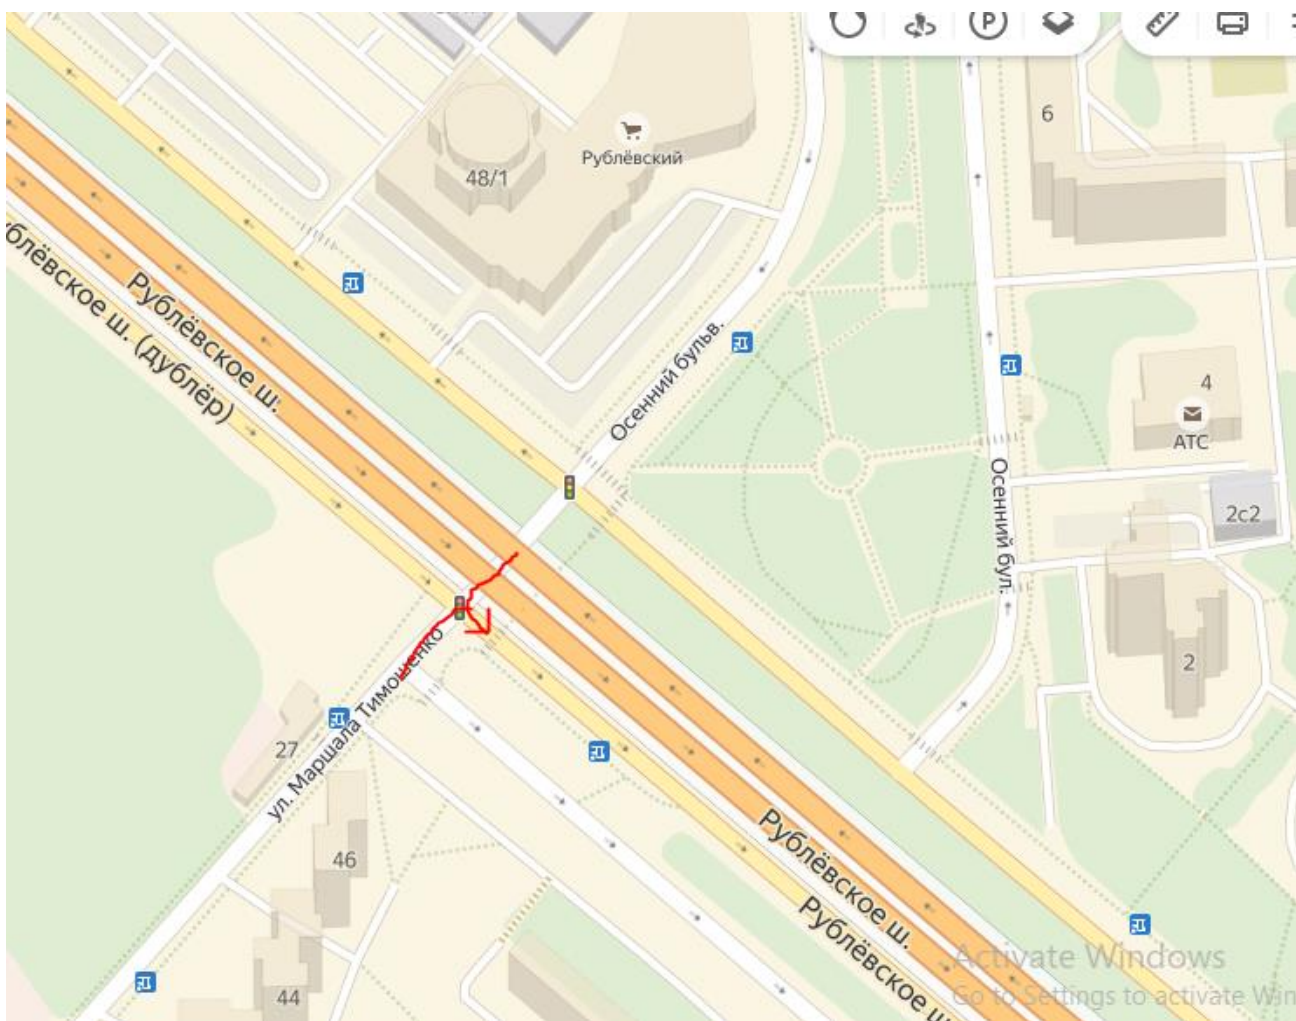 P
6
Рублёвский
48/1
ублёвское ш. (дублёр)
Рублёвское ш.
Осенний бульв.
4
АТС
2с2
Осенний бул.
2
ул. Маршала Тимошенко
27
46
44
Рублёвское ш.
Рублёвское ш
Activate Windows
Go to Settings to activate Win